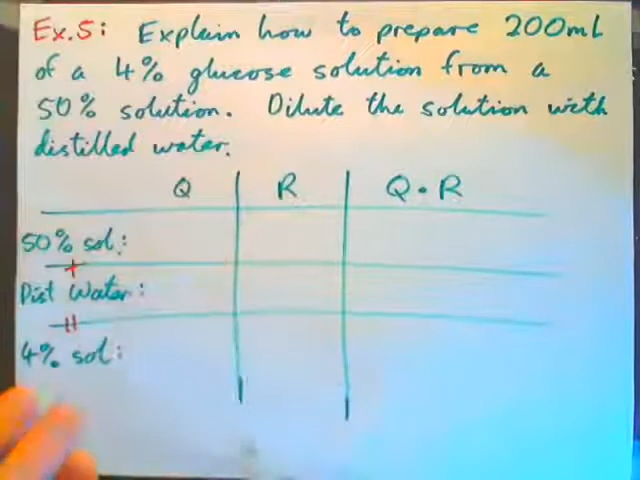 Ex.5: Explain how to prepare 200mL
of a 4% glucose solution from a
50% solution. Dilute the solution with
distilled water.
Q R Q • R
50% sol:
+
Dist Water:
=
4% sol: